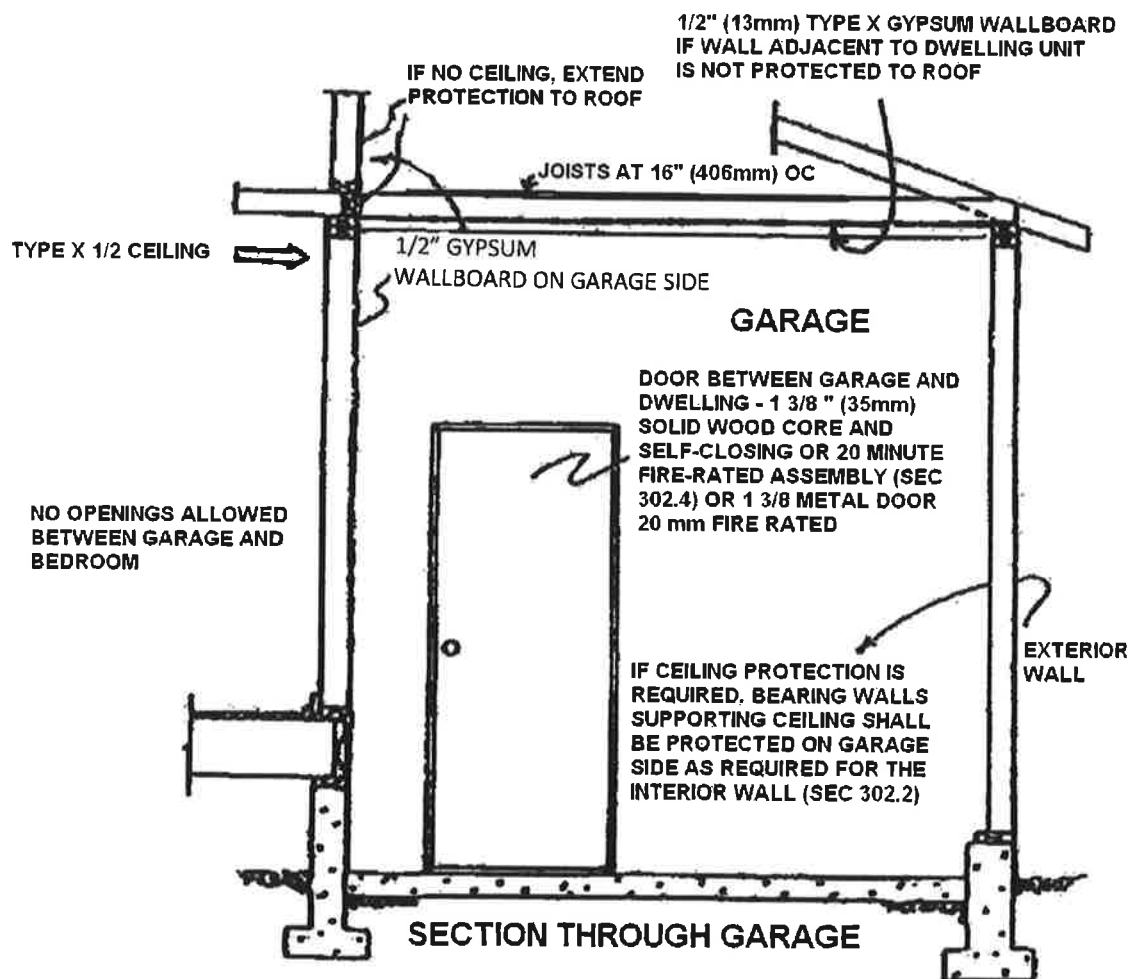 1/2" (13mm) TYPE X GYPSUM WALLBOARD
IF WALL ADJACENT TO DWELLING UNIT
IS NOT PROTECTED TO ROOF
IF NO CEILING, EXTEND
PROTECTION TO ROOF
JOISTS AT 16" (406mm) OC
TYPE X 1/2 CEILING
1/2" GYPSUM
WALLBOARD ON GARAGE SIDE
GARAGE
DOOR BETWEEN GARAGE AND
DWELLING - 1 3/8 " (35mm)
SOLID WOOD CORE AND
SELF-CLOSING OR 20 MINUTE
FIRE-RATED ASSEMBLY (SEC
302.4) OR 1 3/8 METAL DOOR
20 mm FIRE RATED
NO OPENINGS ALLOWED
BETWEEN GARAGE AND
BEDROOM
EXTERIOR
WALL
IF CEILING PROTECTION IS
REQUIRED, BEARING WALLS
SUPPORTING CEILING SHALL
BE PROTECTED ON GARAGE
SIDE AS REQUIRED FOR THE
INTERIOR WALL (SEC 302.2)
SECTION THROUGH GARAGE